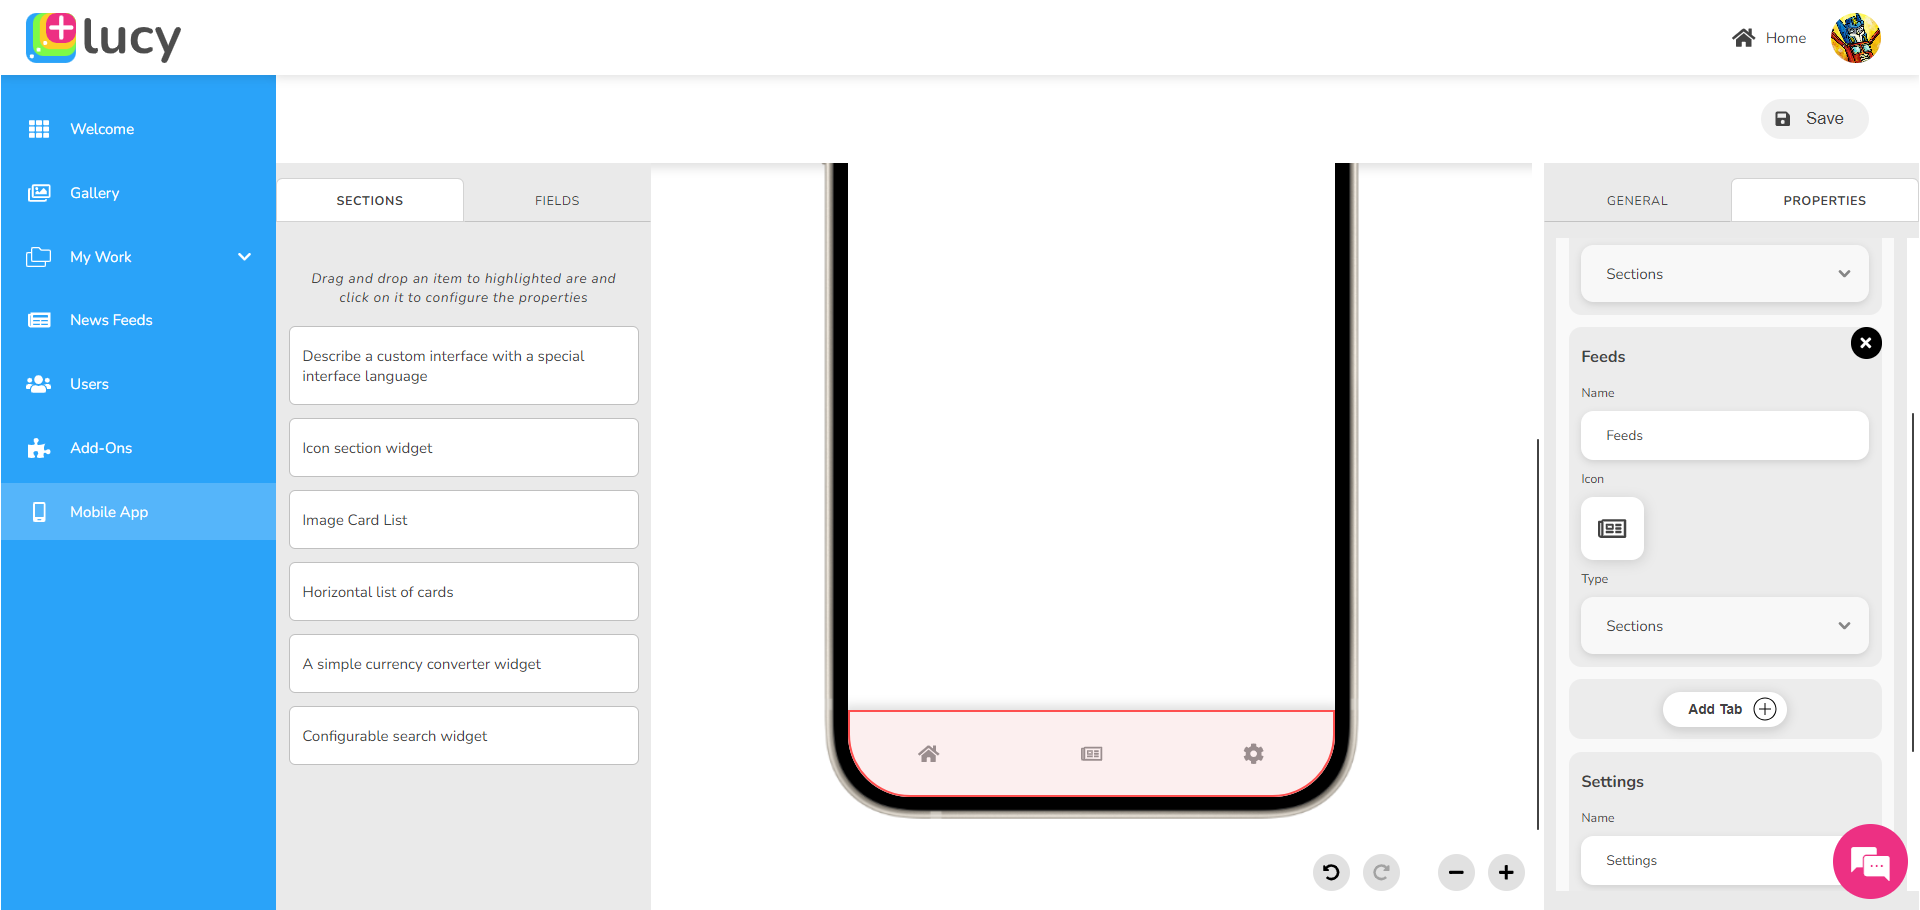 lucy
Home
Save
Welcome
Gallery
My Work
News Feeds
Users
Add-Ons
Mobile App
SECTIONS
FIELDS
Drag and drop an item to highlighted are and
click on it to configure the properties
Describe a custom interface with a special
interface language
Icon section widget
Image Card List
Horizontal list of cards
A simple currency converter widget
Configurable search widget
GENERAL
PROPERTIES
Sections
Feeds
Name
Feeds
Icon
Type
Sections
Add Tab
Settings
Name
Settings